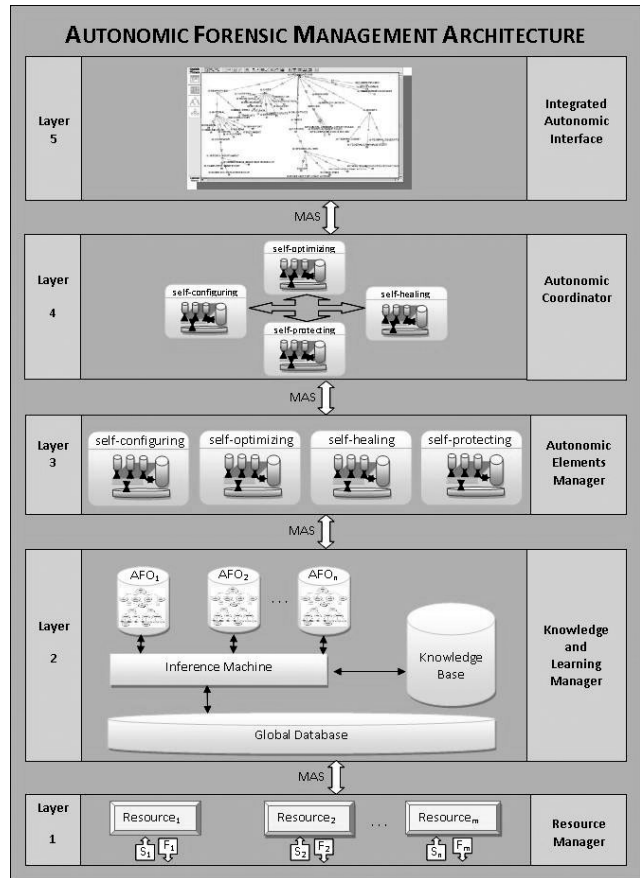 AUTONOMIC FORENSIC MANAGEMENT ARCHITECTURE
Layer
5
Integrated
Autonomic
Interface
MAS
Layer
4
self-optimizing
self-configuring
self-healing
self-protecting
Autonomic
Coordinator
MAS
Layer
3
self-configuring
self-optimizing
self-healing
self-protecting
Autonomic
Elements
Manager
MAS
Layer
2
AFO1
AFO2
...
AFOn
Inference Machine
Knowledge
Base
Global Database
Knowledge
and
Learning
Manager
MAS
Layer
1
Resource1
Resource2
...
Resourcem
S1
F1
S2
F2
Sn
Fm
Resource
Manager